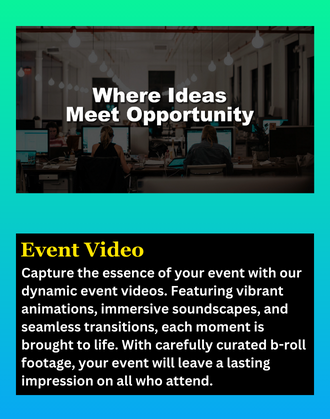 Where Ideas
Meet Opportunity
Event Video
Capture the essence of your event with our
dynamic event videos. Featuring vibrant
animations, immersive soundscapes, and
seamless transitions, each moment is
brought to life. With carefully curated b-roll
footage, your event will leave a lasting
impression on all who attend.